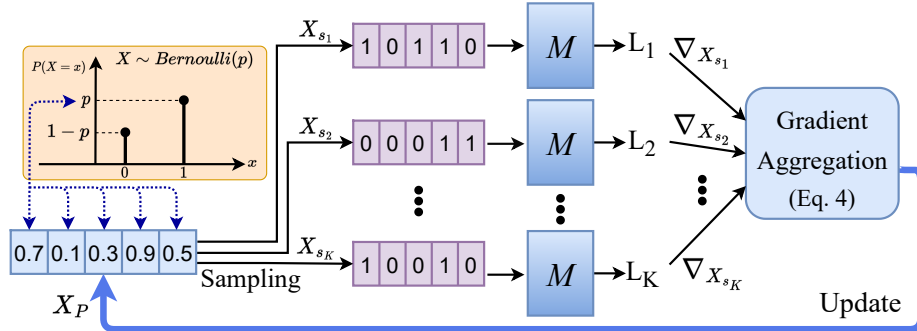 X ~ Bernoulli(p)
P(X = x)
p
1 − p
0 1 x
0.7 0.1 0.3 0.9 0.5
X_P
Sampling
X_{s_1}
1 0 1 1 0
M
L_1
∇_{X_{s_1}}
X_{s_2}
0 0 0 1 1
M
L_2
∇_{X_{s_2}}
X_{s_K}
1 0 0 1 0
M
L_K
∇_{X_{s_K}}
Gradient
Aggregation
(Eq. 4)
Update